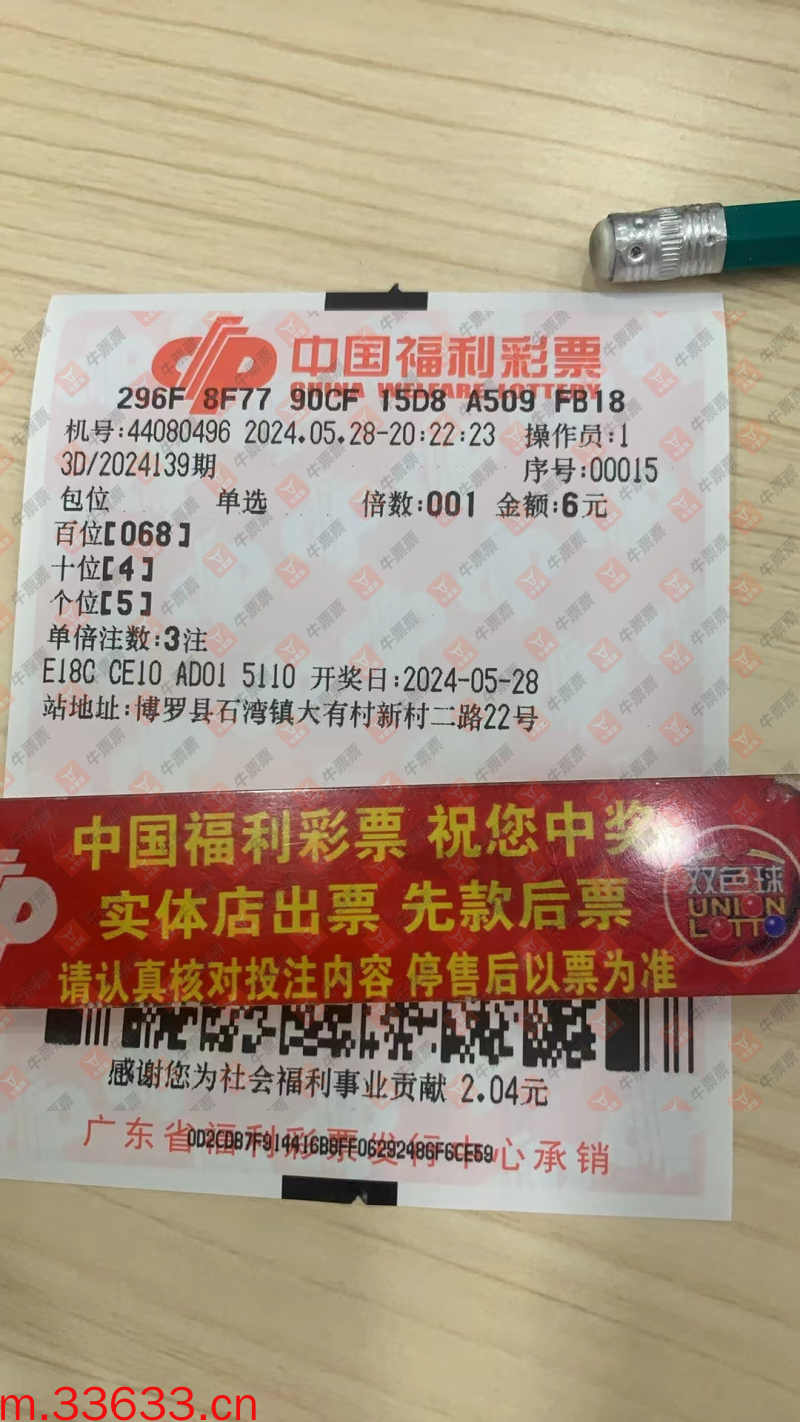 中国福利彩票
CHINA WELFARE LOTTERY
296F 8F77 90CF 15D8 A509 FB18
机号:44080496 2024.05.28-20:22:23 操作员:1
3D/2024139期 序号:00015
包位 单选 倍数:001 金额:6元
百位[068]
十位[4]
个位[5]
单倍注数:3注
E18C CE10 AD01 5110 开奖日:2024-05-28
站地址:博罗县石湾镇大有村新村二路22号
中国福利彩票 祝您中奖
实体店出票 先款后票
请认真核对投注内容 停售后以票为准
双色球
UNION
LOTTO
感谢您为社会福利事业贡献 2.04元
广东省福利彩票发行中心承销
牛票票
m.33633.cn